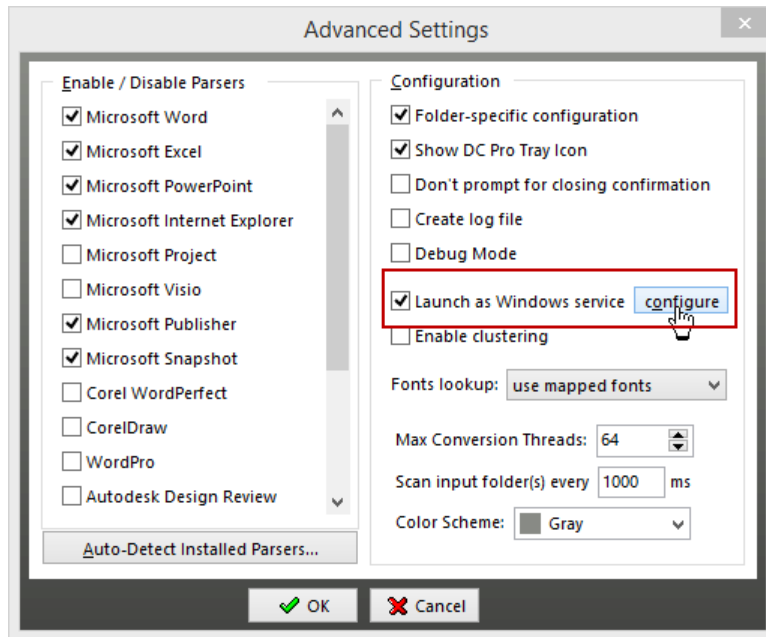 Advanced Settings
Enable / Disable Parsers
Microsoft Word
Microsoft Excel
Microsoft PowerPoint
Microsoft Internet Explorer
Microsoft Project
Microsoft Visio
Microsoft Publisher
Microsoft Snapshot
Corel WordPerfect
CorelDraw
WordPro
Autodesk Design Review
Auto-Detect Installed Parsers...
Configuration
Folder-specific configuration
Show DC Pro Tray Icon
Don't prompt for closing confirmation
Create log file
Debug Mode
Launch as Windows service configure
Enable clustering
Fonts lookup: use mapped fonts
Max Conversion Threads: 64
Scan input folder(s) every 1000 ms
Color Scheme: Gray
OK
Cancel